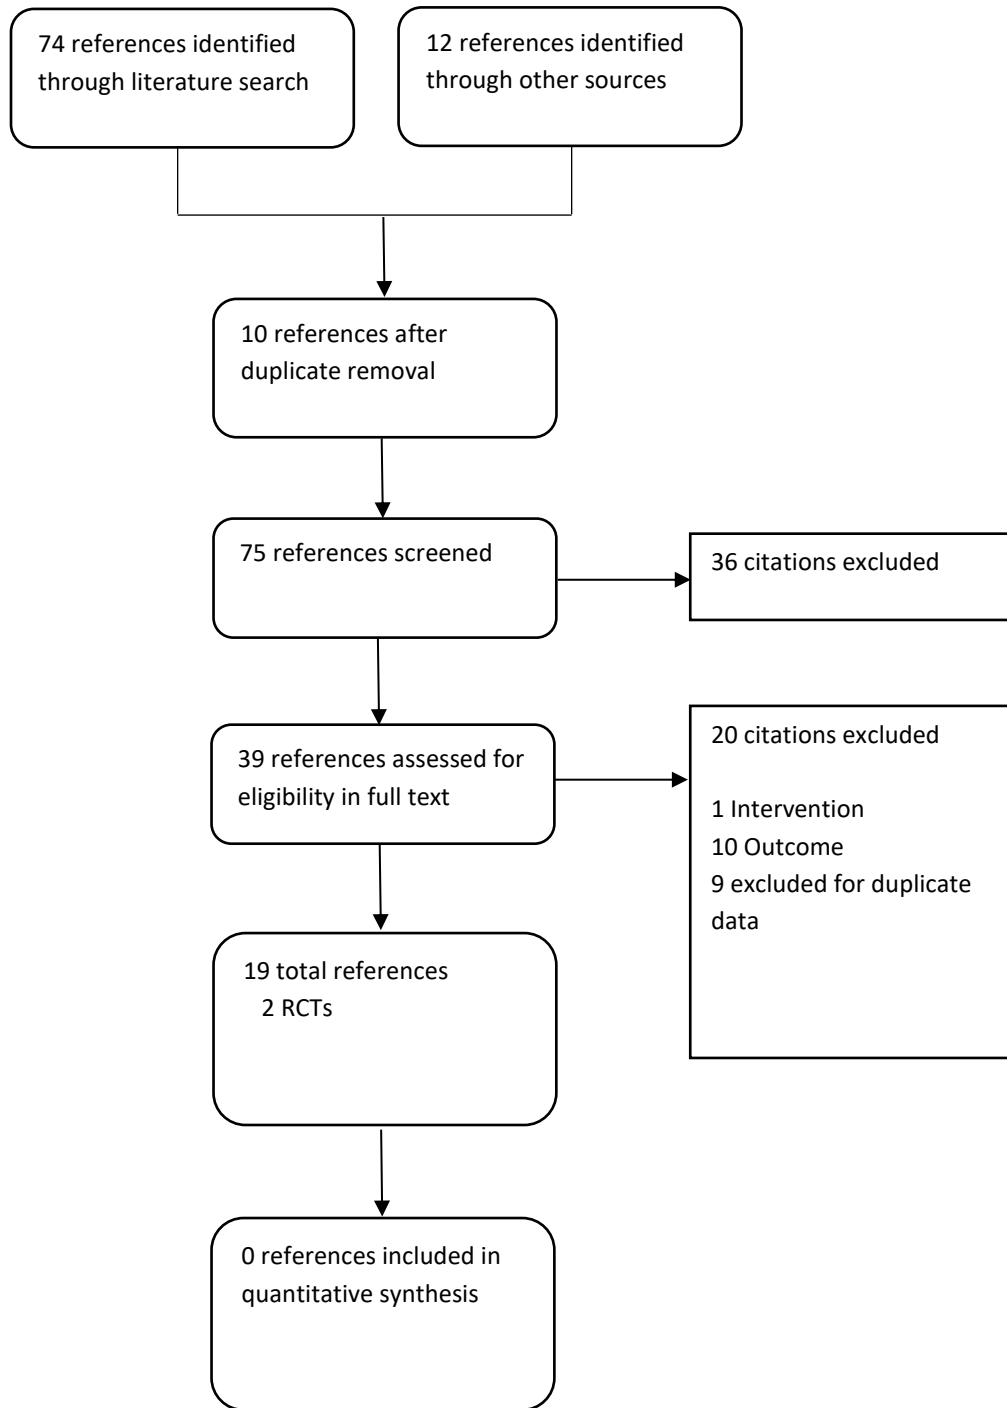 74 references identified
through literature search
12 references identified
through other sources
10 references after
duplicate removal
75 references screened
36 citations excluded
39 references assessed for
eligibility in full text
20 citations excluded
1 Intervention
10 Outcome
9 excluded for duplicate
data
19 total references
2 RCTs
0 references included in
quantitative synthesis